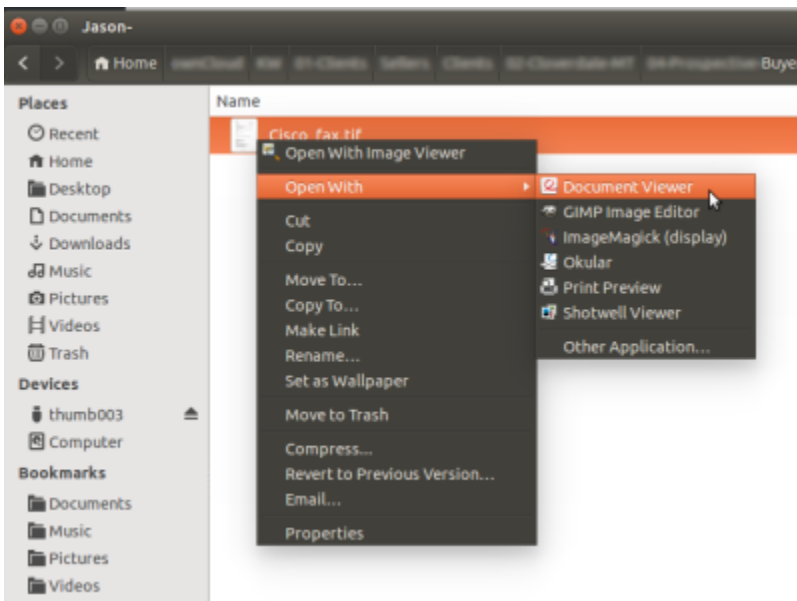 Jason-
Home Buye
Places
Recent
Home
Desktop
Documents
Downloads
Music
Pictures
Videos
Trash
Devices
thumb003
Computer
Bookmarks
Documents
Music
Pictures
Videos
Name
Cisco_fax.tif
Open With Image Viewer
Open With
Cut
Copy
Move To...
Copy To...
Make Link
Rename...
Set as Wallpaper
Move to Trash
Compress...
Revert to Previous Version...
Email...
Properties
Document Viewer
GIMP Image Editor
ImageMagick (display)
Okular
Print Preview
Shotwell Viewer
Other Application...